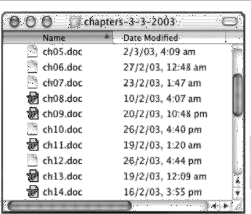 chapters-3-3-2003
Name Date Modified
ch05.doc 2/3/03, 4:09 am
ch06.doc 27/2/03, 12:48 am
ch07.doc 23/2/03, 1:47 am
ch08.doc 10/2/03, 4:07 am
ch09.doc 20/2/03, 10:48 pm
ch10.doc 26/2/03, 4:40 pm
ch11.doc 19/2/03, 1:20 am
ch12.doc 26/2/03, 4:44 pm
ch13.doc 19/2/03, 12:09 am
ch14.doc 16/2/03, 3:55 pm